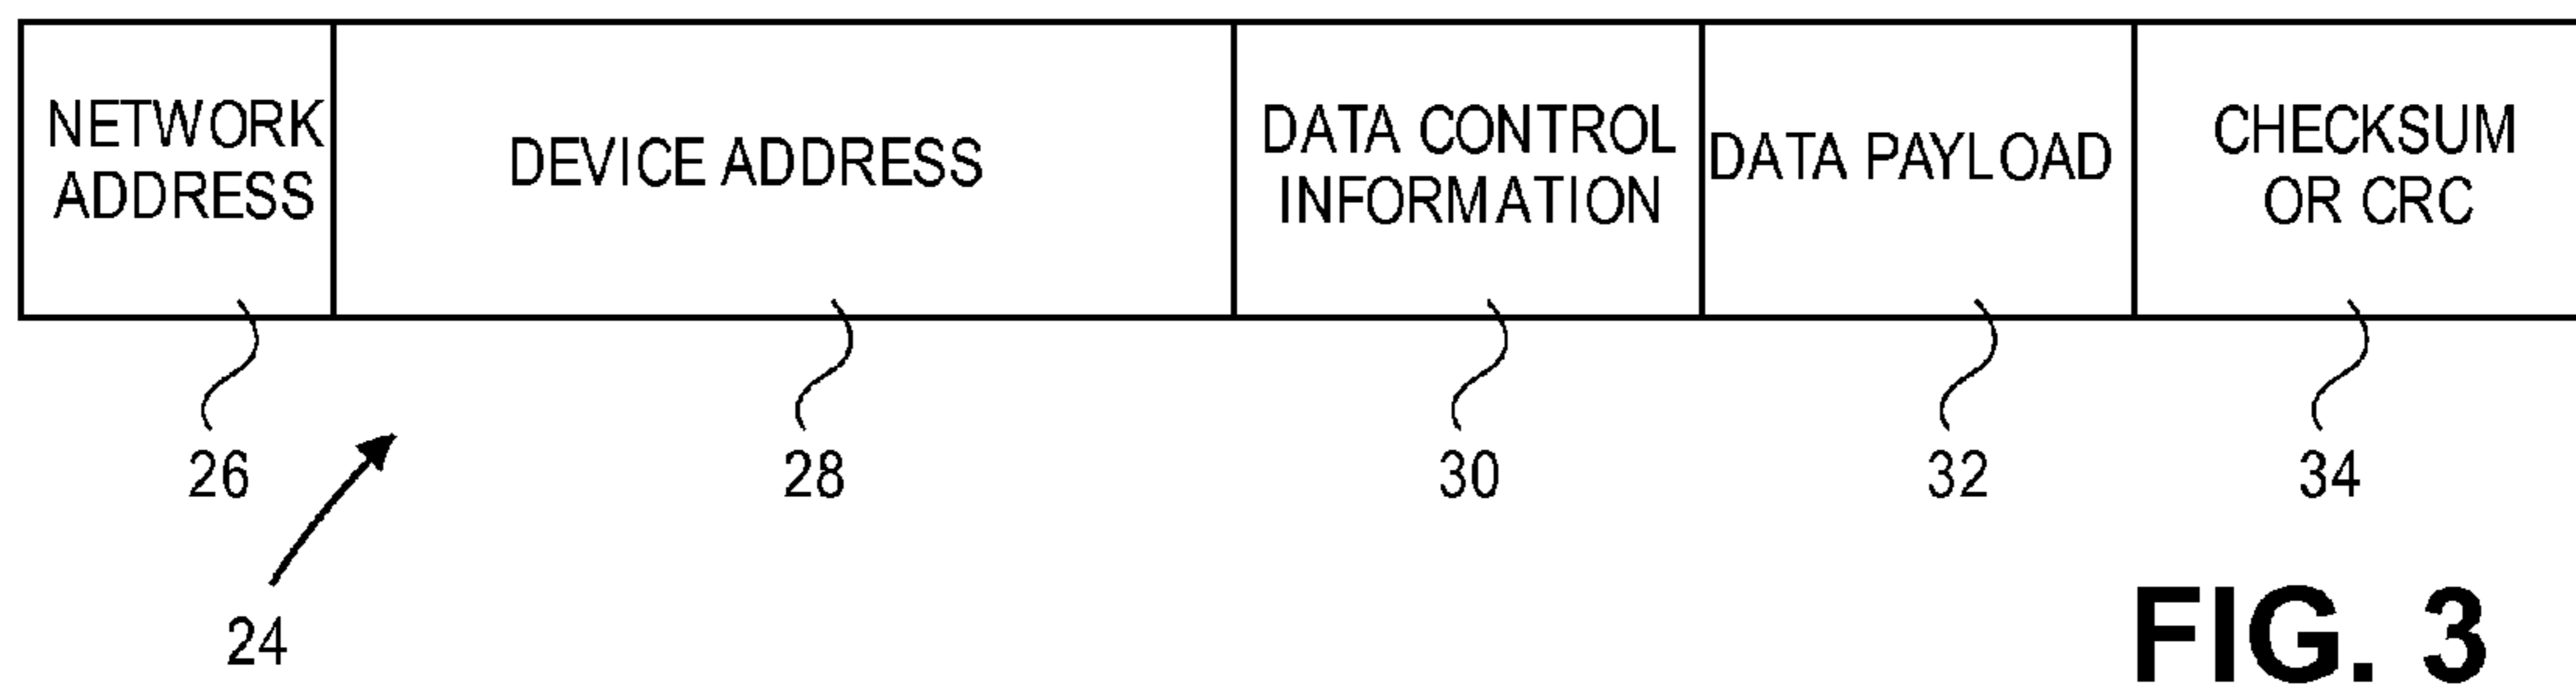 NETWORK
ADDRESS
DEVICE ADDRESS
DATA CONTROL
INFORMATION
DATA PAYLOAD
CHECKSUM
OR CRC
26
28
30
32
34
24
FIG. 3